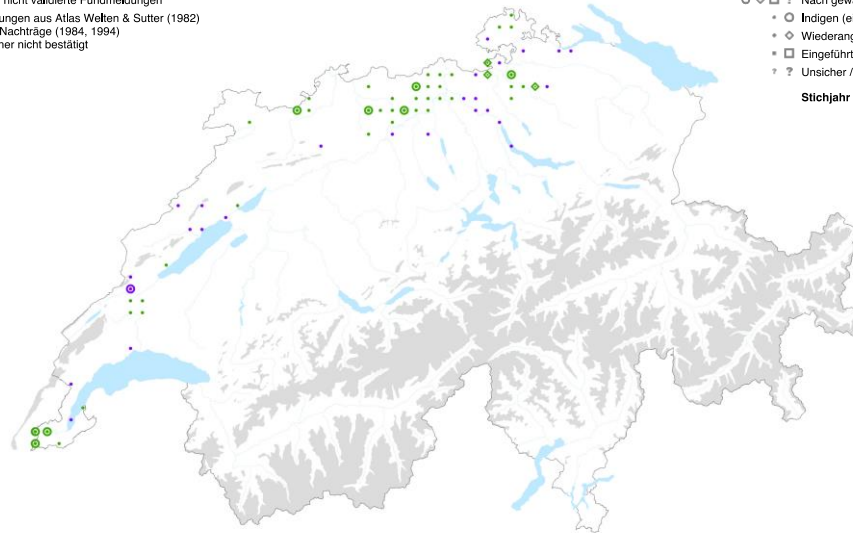 nicht validierte Fundmeldungen
ungen aus Atlas Welten & Sutter (1982)
Nachträge (1984, 1994)
her nicht bestätigt
? Nach gewä
Indigen (e
Wiederang
Eingeführt
? ? Unsicher /
Stichjahr